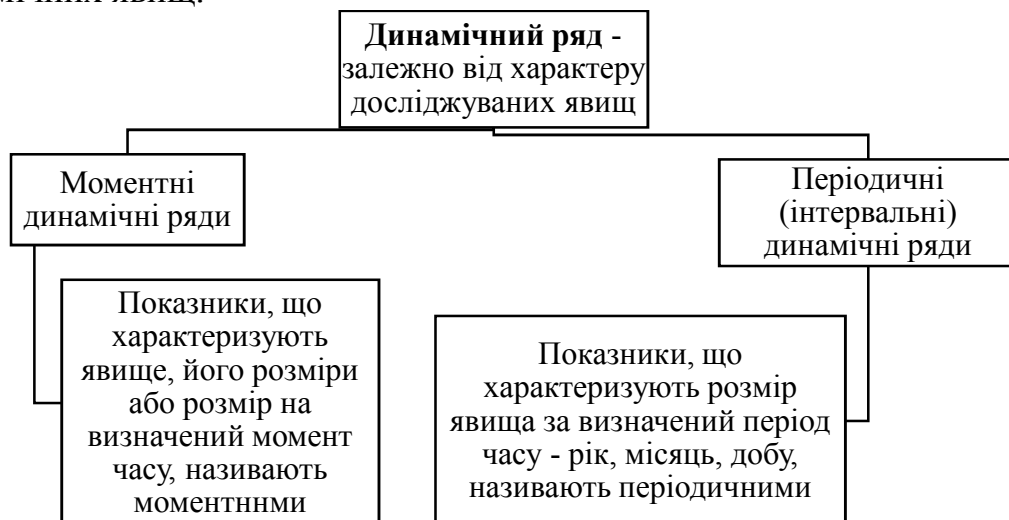 Динамічний ряд -
залежно від характеру
досліджуваних явищ
Моментні
динамічні ряди
Періодичні
(інтервальні)
динамічні ряди
Показники, що
характеризують
явище, його розміри
або розмір на
визначений момент
часу, називають
моментннми
Показники, що
характеризують розмір
явища за визначений період
часу - рік, місяць, добу,
називають періодичними